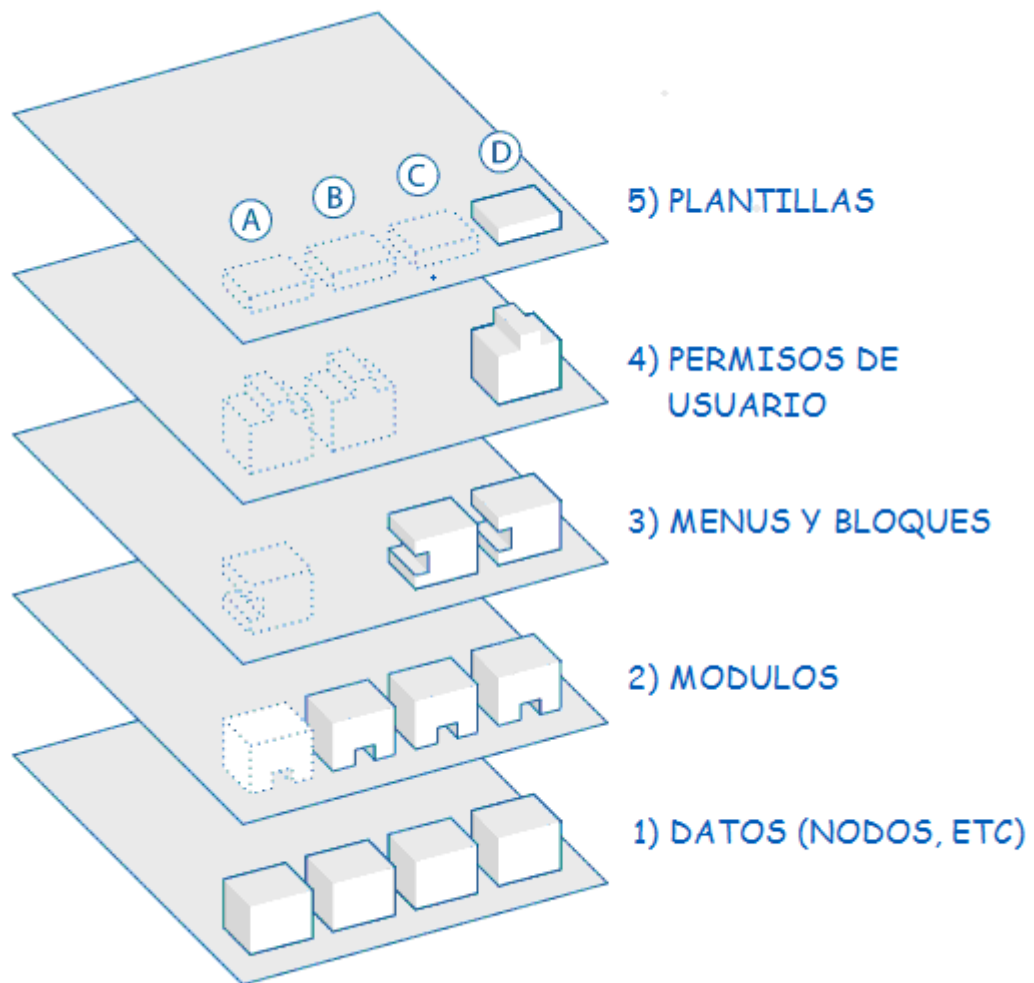 A
B
C
D
5) PLANTILLAS
4) PERMISOS DE
USUARIO
3) MENUS Y BLOQUES
2) MODULOS
1) DATOS (NODOS, ETC)